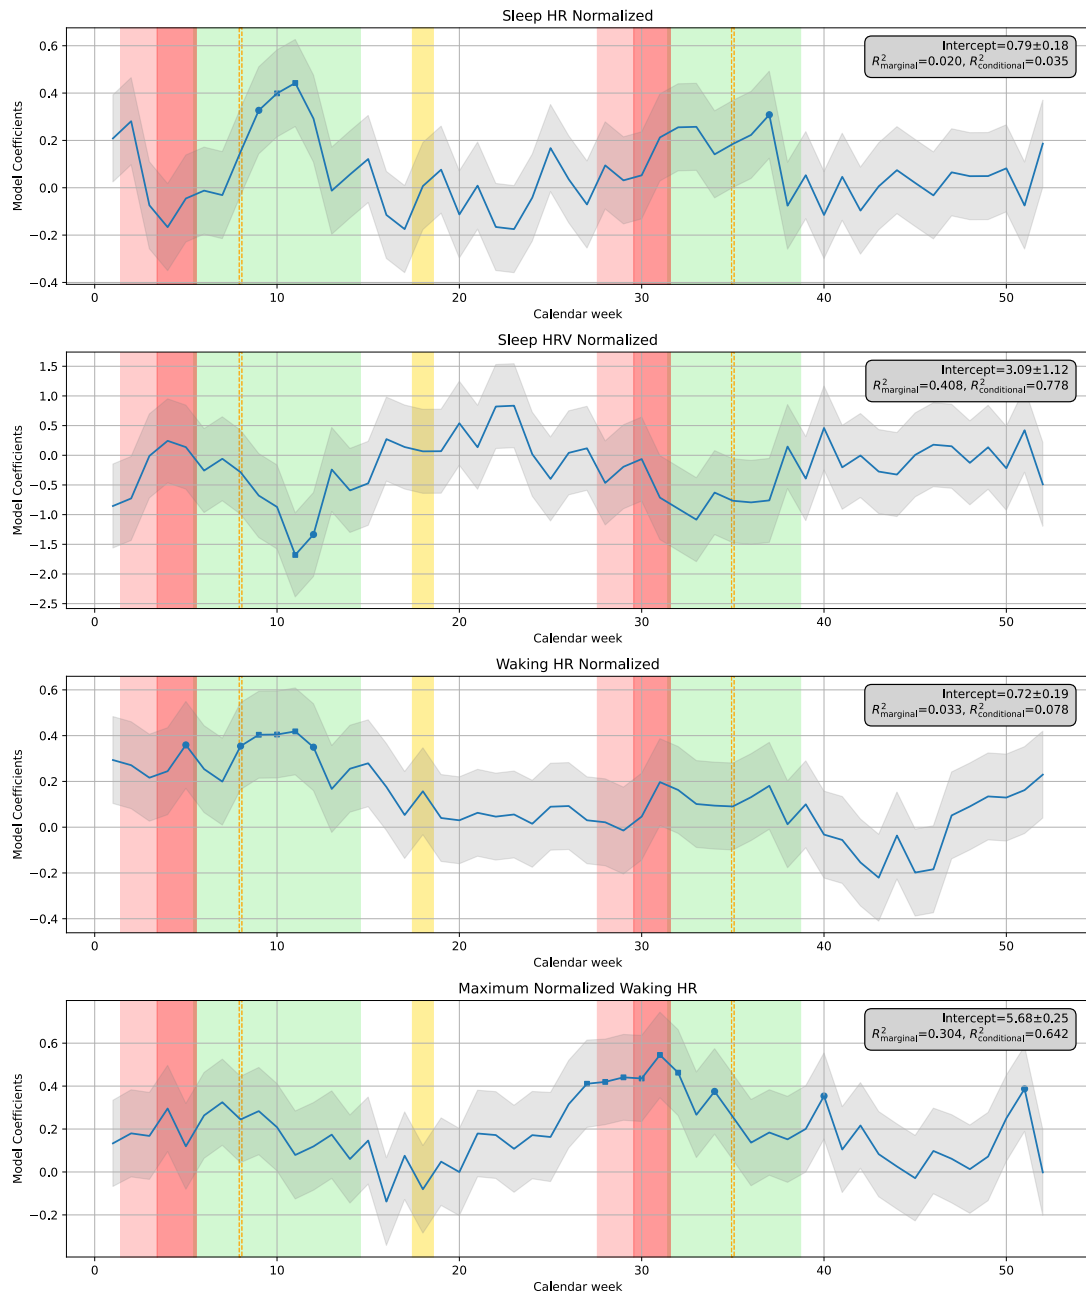 Sleep HR Normalized
Intercept=0.79±0.18
R²marginal=0.020, R²conditional=0.035
Model Coefficients
0.6
0.4
0.2
0.0
−0.2
−0.4
0 10 20 30 40 50
Calendar week
Sleep HRV Normalized
Intercept=3.09±1.12
R²marginal=0.408, R²conditional=0.778
Model Coefficients
1.5
1.0
0.5
0.0
−0.5
−1.0
−1.5
−2.0
−2.5
0 10 20 30 40 50
Calendar week
Waking HR Normalized
Intercept=0.72±0.19
R²marginal=0.033, R²conditional=0.078
Model Coefficients
0.6
0.4
0.2
0.0
−0.2
−0.4
0 10 20 30 40 50
Calendar week
Maximum Normalized Waking HR
Intercept=5.68±0.25
R²marginal=0.304, R²conditional=0.642
Model Coefficients
0.6
0.4
0.2
0.0
−0.2
0 10 20 30 40 50
Calendar week